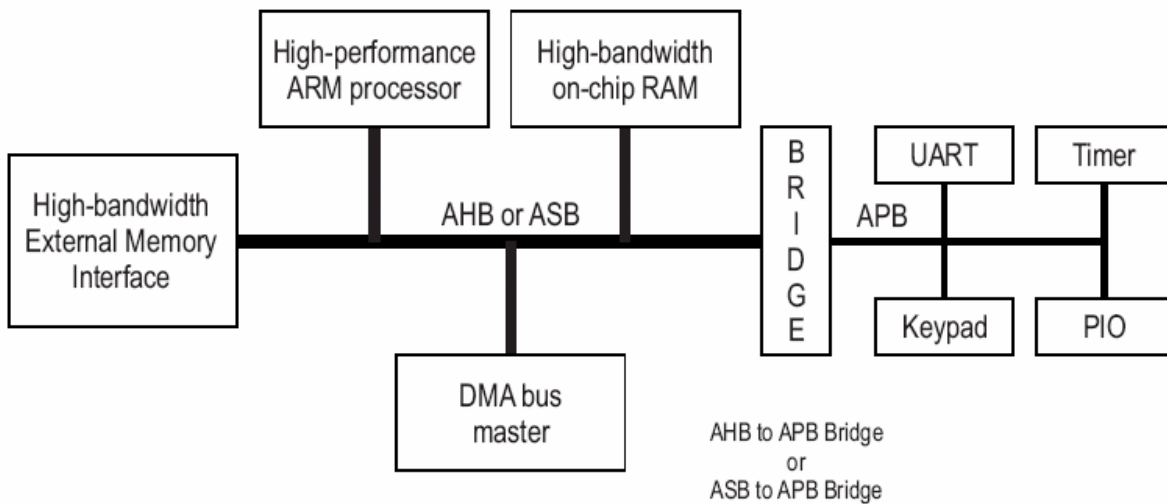 High-performance
ARM processor
High-bandwidth
on-chip RAM
High-bandwidth
External Memory
Interface
AHB or ASB
B
R
I
D
G
E
UART
Timer
APB
Keypad
PIO
DMA bus
master
AHB to APB Bridge
or
ASB to APB Bridge